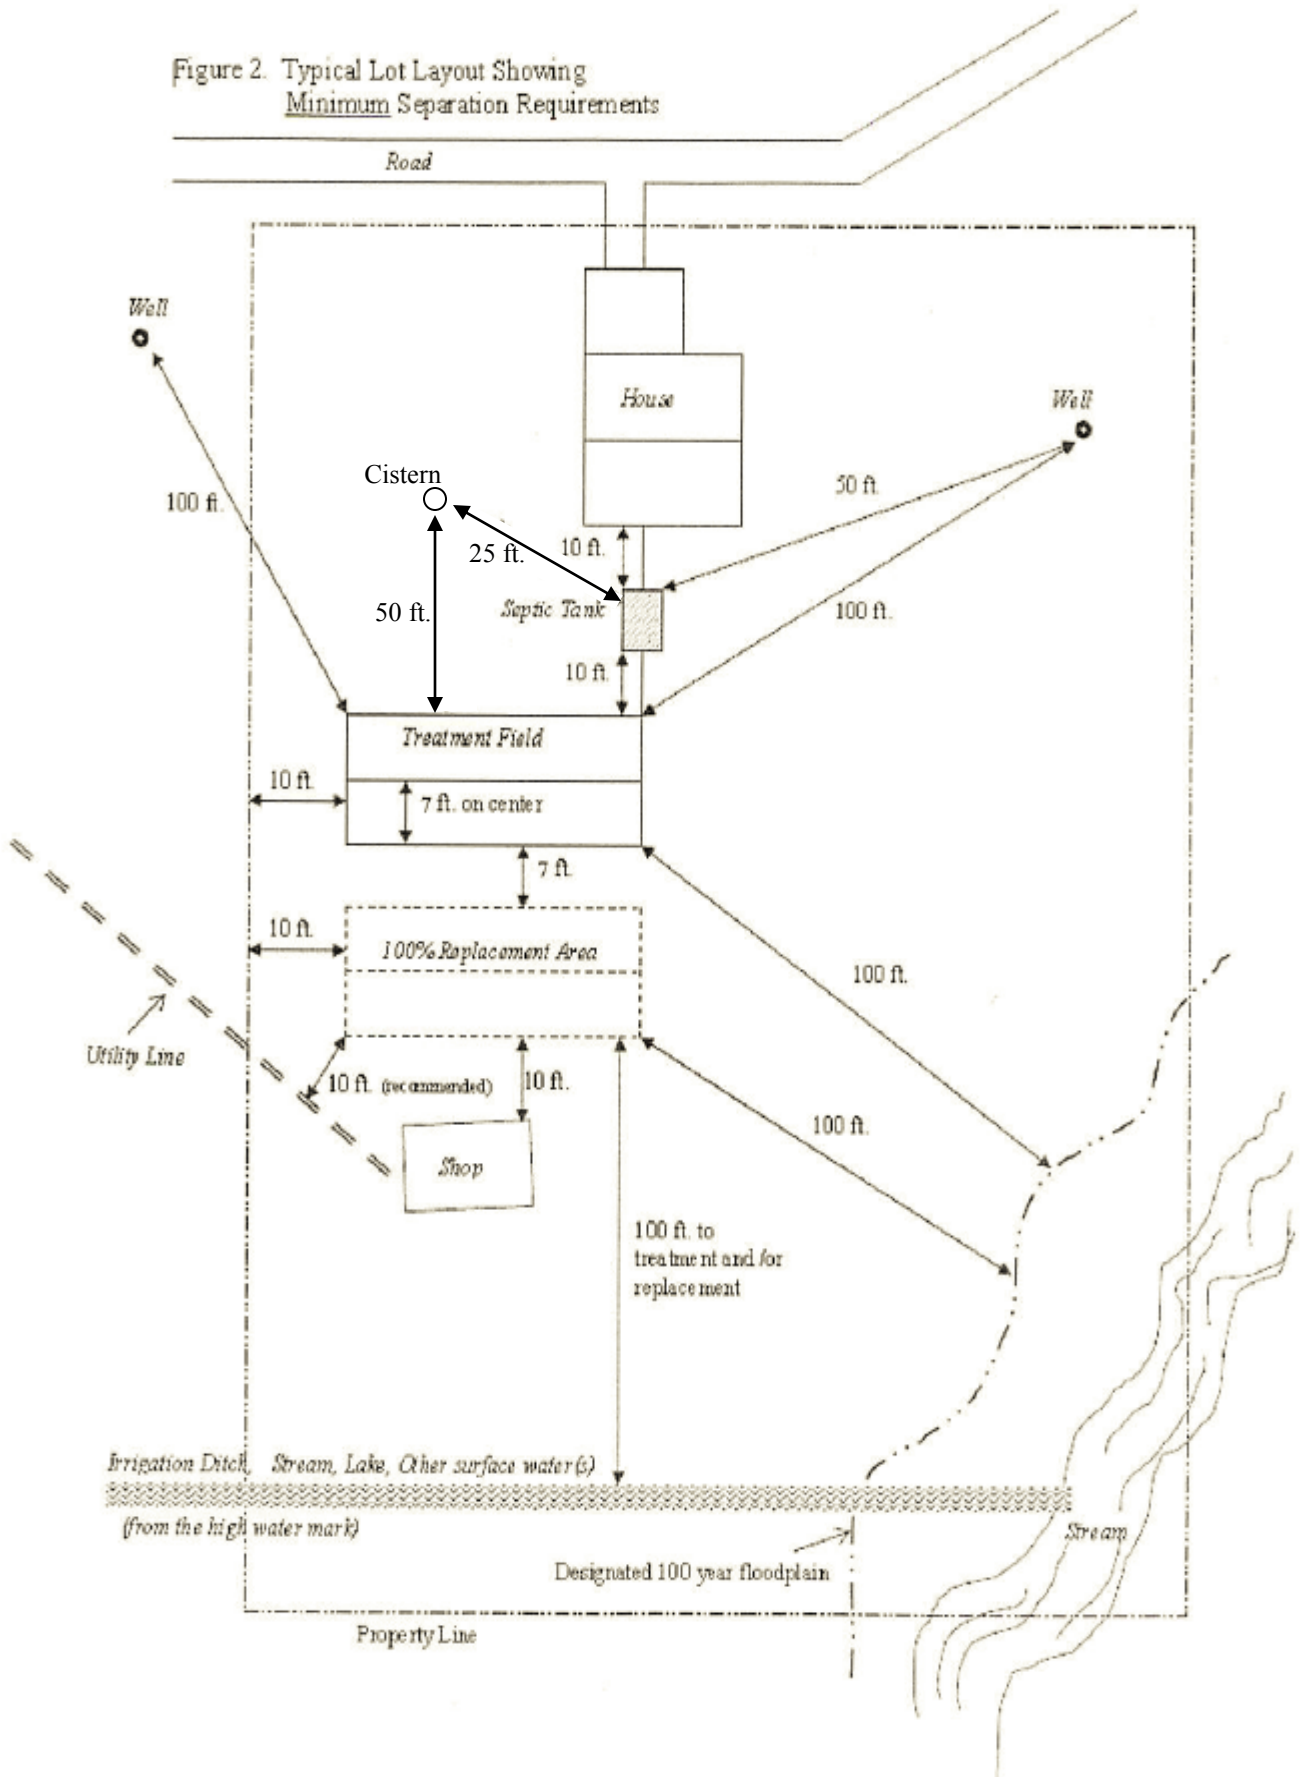 Figure 2. Typical Lot Layout Showing
Minimum Separation Requirements
Road
Well
House
Well
Cistern
100 ft.
50 ft.
25 ft.
10 ft.
Septic Tank
50 ft.
100 ft.
10 ft.
Treatment Field
10 ft.
7 ft. on center
7 ft.
10 ft.
100% Replacement Area
100 ft.
Utility Line
10 ft. (recommended)
10 ft.
100 ft.
Shop
100 ft. to
treatment and/or
replacement
Irrigation Ditch, Stream, Lake, Other surface water(s)
(from the high water mark)
Stream
Designated 100 year floodplain
Property Line